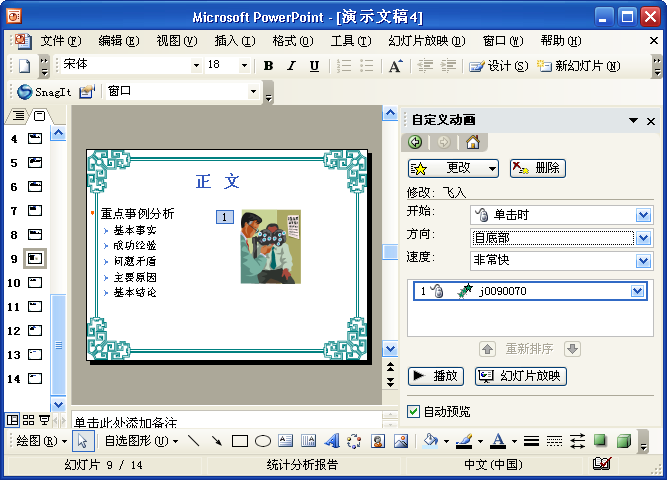 Microsoft PowerPoint - [演示文稿4]
文件(F) 编辑(E) 视图(V) 插入(I) 格式(O) 工具(T) 幻灯片放映(D) 窗口(W) 帮助(H)
宋体 18 B I U A 设计(S) 新幻灯片(N)
SnagIt 窗口
4
5
6
7
8
9
10
11
12
13
14
正 文
重点事例分析
基本事实
成功经验
问题矛盾
主要原因
基本结论
1
单击此处添加备注
自定义动画
更改 删除
修改: 飞入
开始: 单击时
方向: 自底部
速度: 非常快
1 j0090070
重新排序
播放 幻灯片放映
自动预览
绘图(R) 自选图形(U) A
幻灯片 9 / 14 统计分析报告 中文(中国)